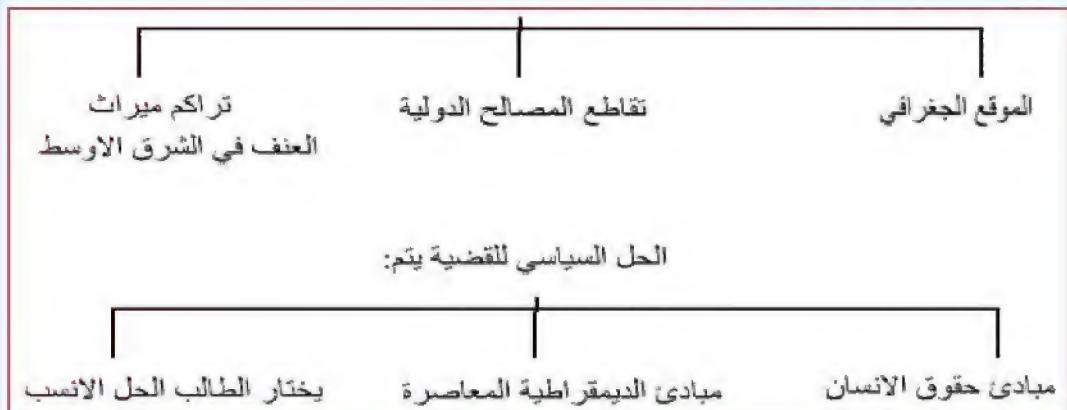 الموقع الجغرافي
تقاطع المصالح الدولية
تراكم ميراث
العنف في الشرق الاوسط
الحل السياسي للقضية يتم:
مبادئ حقوق الانسان
مبادئ الديمقراطية المعاصرة
يختار الطالب الحل الانسب